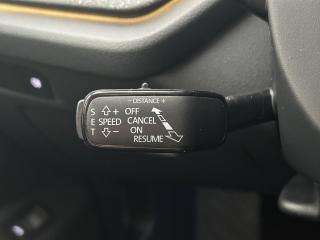 - DISTANCE +
S + OFF
E SPEED CANCEL
T - ON
RESUME